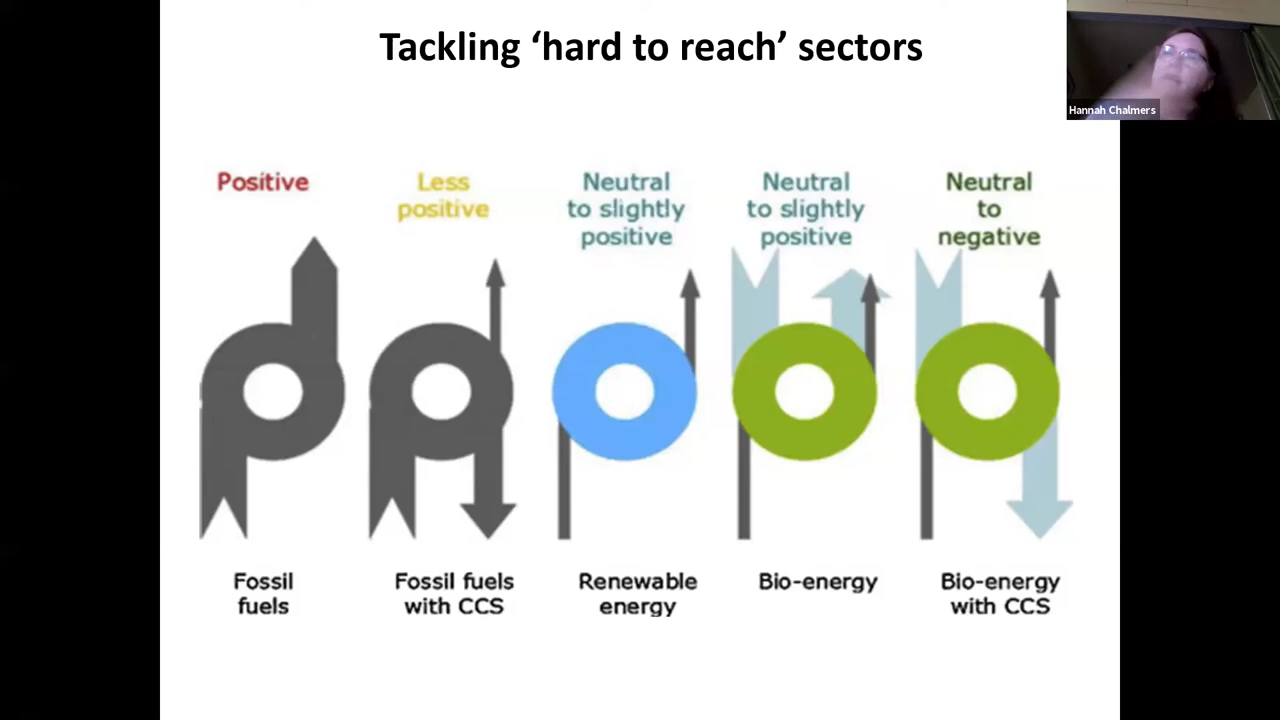 Tackling ‘hard to reach’ sectors
Hannah Chalmers
Positive
Less
positive
Neutral
to slightly
positive
Neutral
to slightly
positive
Neutral
to
negative
Fossil
fuels
Fossil fuels
with CCS
Renewable
energy
Bio-energy
Bio-energy
with CCS